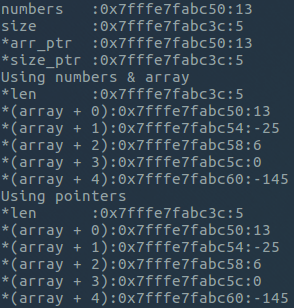 numbers   :0x7fffe7fabc50:13
size      :0x7fffe7fabc3c:5
*arr_ptr  :0x7fffe7fabc50:13
*size_ptr :0x7fffe7fabc3c:5
Using numbers & array
*len      :0x7fffe7fabc3c:5
*(array + 0):0x7fffe7fabc50:13
*(array + 1):0x7fffe7fabc54:-25
*(array + 2):0x7fffe7fabc58:6
*(array + 3):0x7fffe7fabc5c:0
*(array + 4):0x7fffe7fabc60:-145
Using pointers
*len      :0x7fffe7fabc3c:5
*(array + 0):0x7fffe7fabc50:13
*(array + 1):0x7fffe7fabc54:-25
*(array + 2):0x7fffe7fabc58:6
*(array + 3):0x7fffe7fabc5c:0
*(array + 4):0x7fffe7fabc60:-145